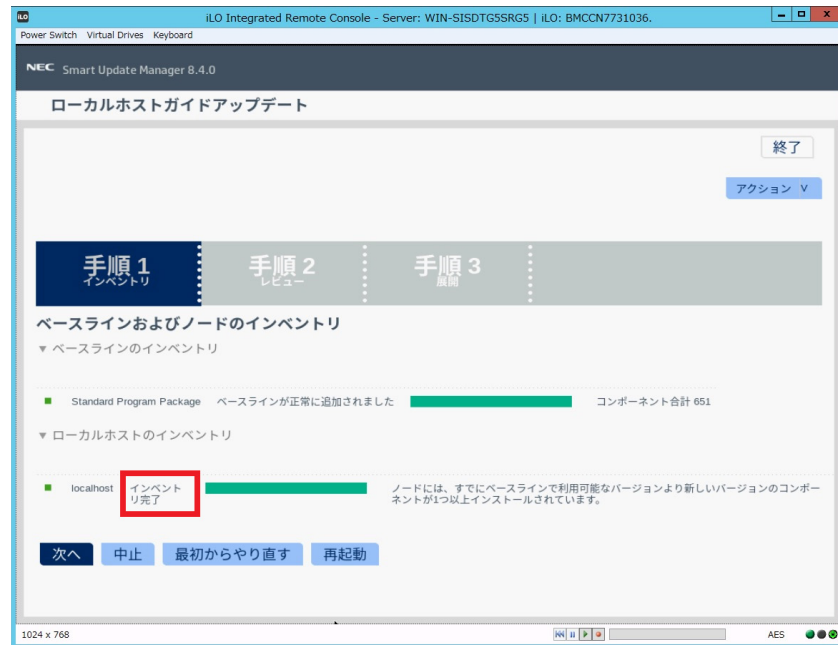 iLO
iLO Integrated Remote Console - Server: WIN-SISDTG5SRG5 | iLO: BMCCN7731036.
Power Switch Virtual Drives Keyboard
NEC Smart Update Manager 8.4.0
ローカルホストガイドアップデート
終了
アクション ∨
手順 1
インベントリ
手順 2
レビュー
手順 3
展開
ベースラインおよびノードのインベントリ
▼ ベースラインのインベントリ
Standard Program Package ベースラインが正常に追加されました コンポーネント合計 651
▼ ローカルホストのインベントリ
localhost
インベント
リ完了
ノードには、すでにベースラインで利用可能なバージョンより新しいバージョンのコンポー
ネントが1つ以上インストールされています。
次へ 中止 最初からやり直す 再起動
1024 x 768
AES